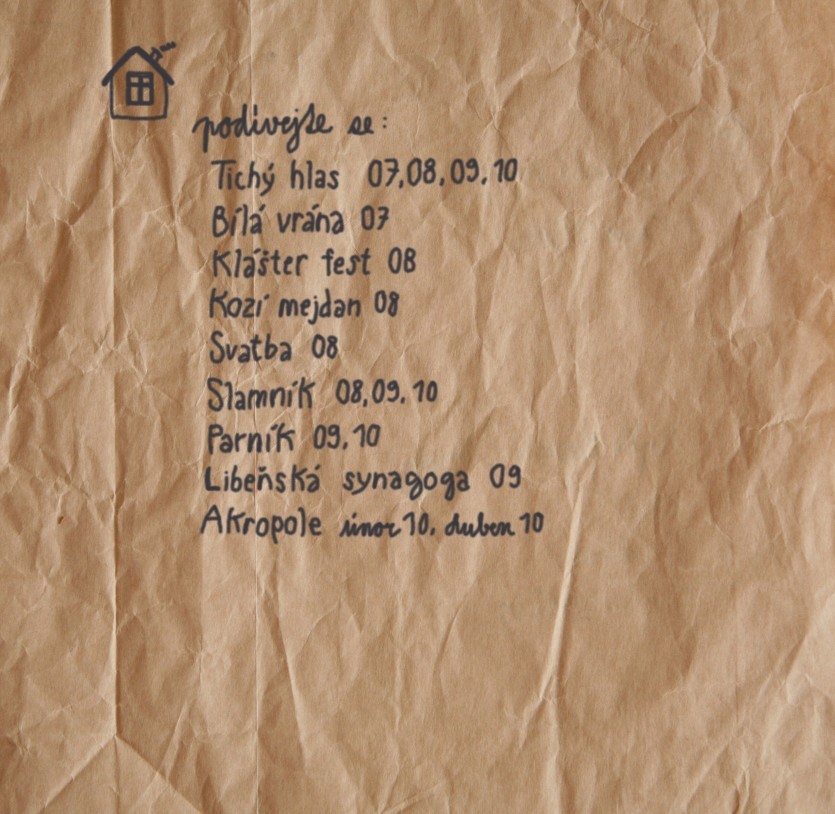 podívejte se:
Tichý hlas 07,08,09,10
Bílá vrána 07
Klášter fest 08
Kozí mejdan 08
Svatba 08
Slamník 08,09,10
Parník 09,10
Libeňská synagoga 09
Akropole únor 10, duben 10